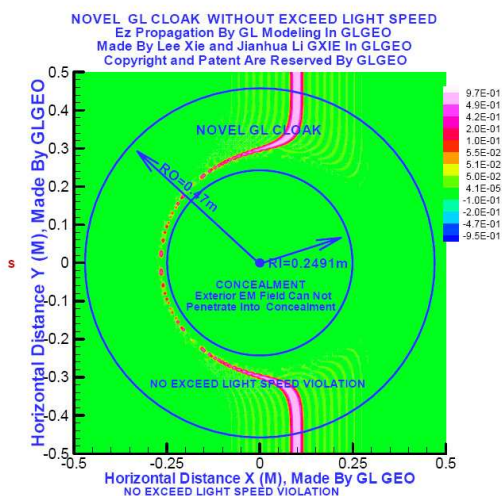 NOVEL GL CLOAK WITHOUT EXCEED LIGHT SPEED
Ez Propagation By GL Modeling In GLGEO
Made By Lee Xie and Jianhua Li GXIE In GLGEO
Copyright and Patent Are Reserved By GLGEO
0.5
0.4
0.3
0.2
0.1
0
-0.1
-0.2
-0.3
-0.4
-0.5
Horizontal Distance Y (M), Made By GLGEO
s
NOVEL GL CLOAK
RO=0.47m
RI=0.2491m
CONCEALMENT
Exterior EM Field Can Not
Penetrate into Concealment
NO EXCEED LIGHT SPEED VIOLATION
9.7E-01
4.9E-01
4.2E-01
2.0E-01
5.5E-02
5.1E-02
5.0E-02
4.1E-05
-1.0E-01
-2.0E-01
-4.7E-01
-9.5E-01
-0.5 -0.25 0 0.25 0.5
Horizontal Distance X (M), Made By GL GEO
NO EXCEED LIGHT SPEED VIOLATION